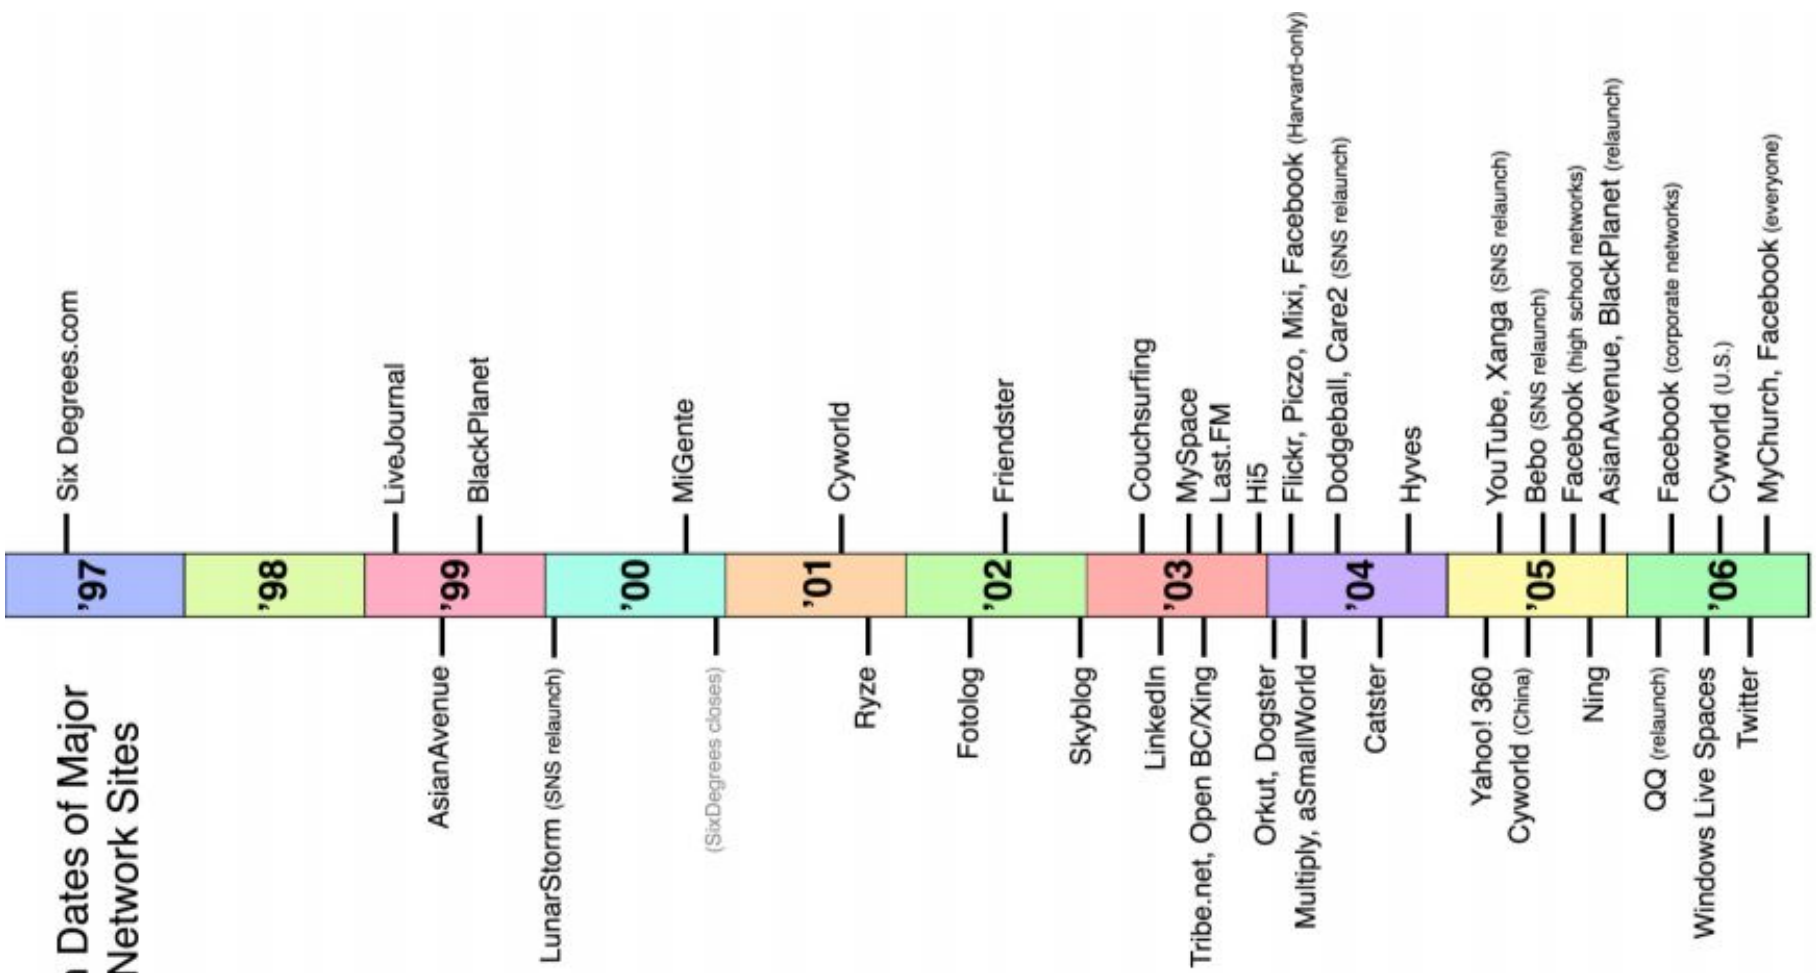 Dates of Major
Network Sites
'97
'98
'99
'00
'01
'02
'03
'04
'05
'06
Six Degrees.com
LiveJournal
BlackPlanet
MiGente
Cyworld
Friendster
Couchsurfing
MySpace
Last.FM
Hi5
Flickr, Piczo, Mixi, Facebook (Harvard-only)
Dodgeball, Care2 (SNS relaunch)
Hyves
YouTube, Xanga (SNS relaunch)
Bebo (SNS relaunch)
Facebook (high school networks)
AsianAvenue, BlackPlanet (relaunch)
Facebook (corporate networks)
Cyworld (U.S.)
MyChurch, Facebook (everyone)
AsianAvenue
LunarStorm (SNS relaunch)
(SixDegrees closes)
Ryze
Fotolog
Skyblog
LinkedIn
Tribe.net, Open BC/Xing
Orkut, Dogster
Multiply, aSmallWorld
Catster
Yahoo! 360
Cyworld (China)
Ning
QQ (relaunch)
Windows Live Spaces
Twitter